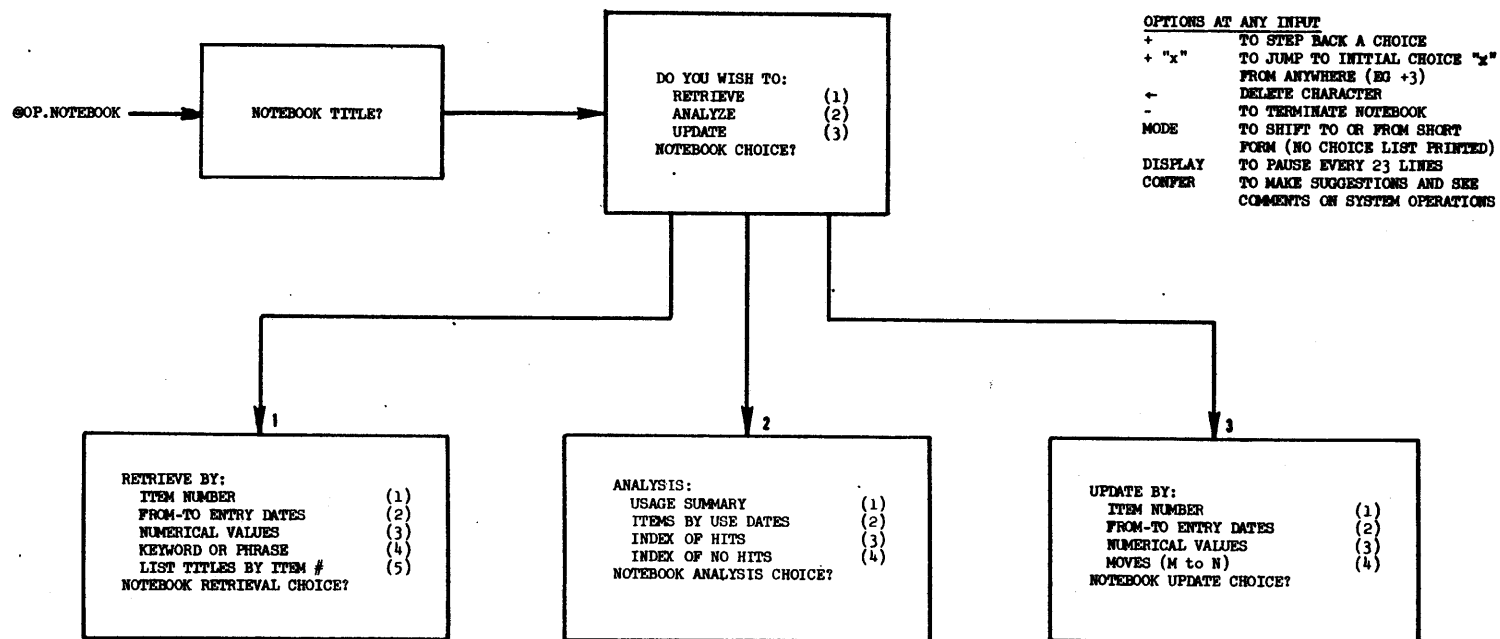 @OP.NOTEBOOK
NOTEBOOK TITLE?
DO YOU WISH TO:
RETRIEVE (1)
ANALYZE (2)
UPDATE (3)
NOTEBOOK CHOICE?
OPTIONS AT ANY INPUT
+ TO STEP BACK A CHOICE
+ "x" TO JUMP TO INITIAL CHOICE "x"
FROM ANYWHERE (EG +3)
← DELETE CHARACTER
- TO TERMINATE NOTEBOOK
MODE TO SHIFT TO OR FROM SHORT
FORM (NO CHOICE LIST PRINTED)
DISPLAY TO PAUSE EVERY 23 LINES
CONFER TO MAKE SUGGESTIONS AND SEE
COMMENTS ON SYSTEM OPERATIONS
1
RETRIEVE BY:
ITEM NUMBER (1)
FROM-TO ENTRY DATES (2)
NUMERICAL VALUES (3)
KEYWORD OR PHRASE (4)
LIST TITLES BY ITEM # (5)
NOTEBOOK RETRIEVAL CHOICE?
2
ANALYSIS:
USAGE SUMMARY (1)
ITEMS BY USE DATES (2)
INDEX OF HITS (3)
INDEX OF NO HITS (4)
NOTEBOOK ANALYSIS CHOICE?
3
UPDATE BY:
ITEM NUMBER (1)
FROM-TO ENTRY DATES (2)
NUMERICAL VALUES (3)
MOVES (M to N) (4)
NOTEBOOK UPDATE CHOICE?